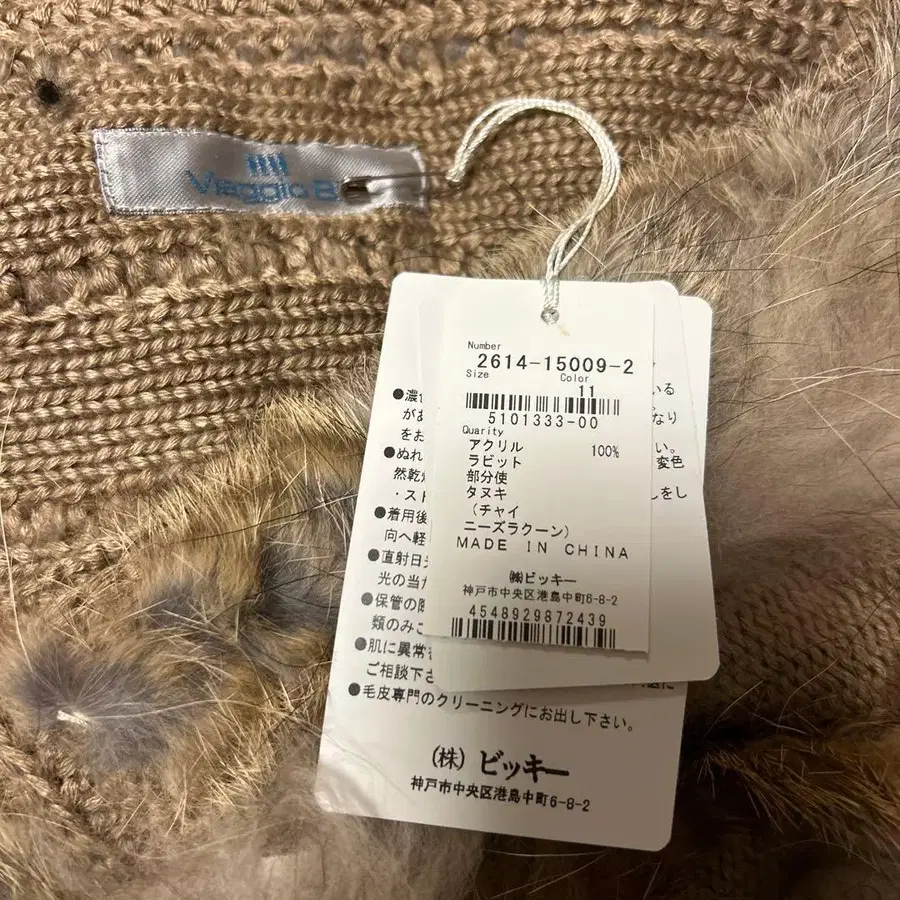 Viaggio B
Number
2614-15009-2
Size Color
11
5101333-00
Quarity
アクリル 100%
ラビット
部分使
タヌキ
(チャイ
ニーズラクーン)
MADE IN CHINA
㈱ビッキー
神戸市中央区港島中町6-8-2
4548929872439
●濃
いる
があ
なり
をお
い。
●ぬれ
変色
然乾
・スト
をし
●着用後
向へ軽
●直射日
光の当
●保管の際
類のみ
●肌に異常
ご相談下さ
●毛皮専門のクリーニングにお出し下さい。
(株)ビッキー
神戸市中央区港島中町6-8-2